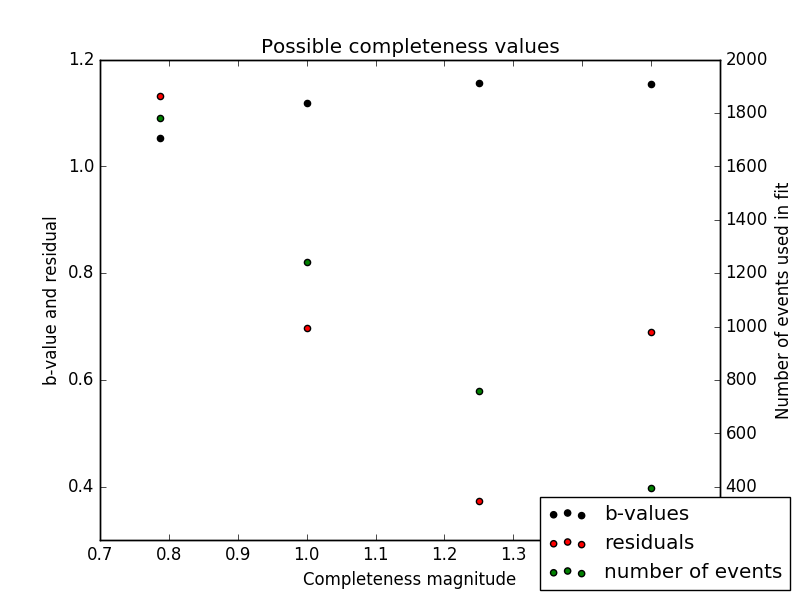 Possible completeness values
1.2
1.0
0.8
0.6
0.4
b-value and residual
2000
1800
1600
1400
1200
1000
800
600
400
Number of events used in fit
0.7 0.8 0.9 1.0 1.1 1.2 1.3
Completeness magnitude
b-values
residuals
number of events